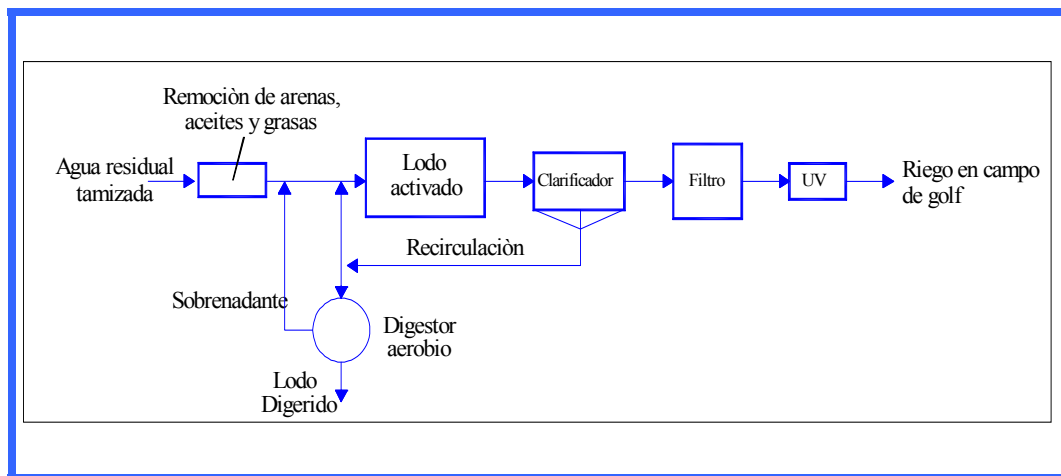 Remociòn de arenas,
aceites y grasas
Agua residual
tamizada
Lodo
activado
Clarificador
Filtro
UV
Riego en campo
de golf
Recirculaciòn
Sobrenadante
Digestor
aerobio
Lodo
Digerido